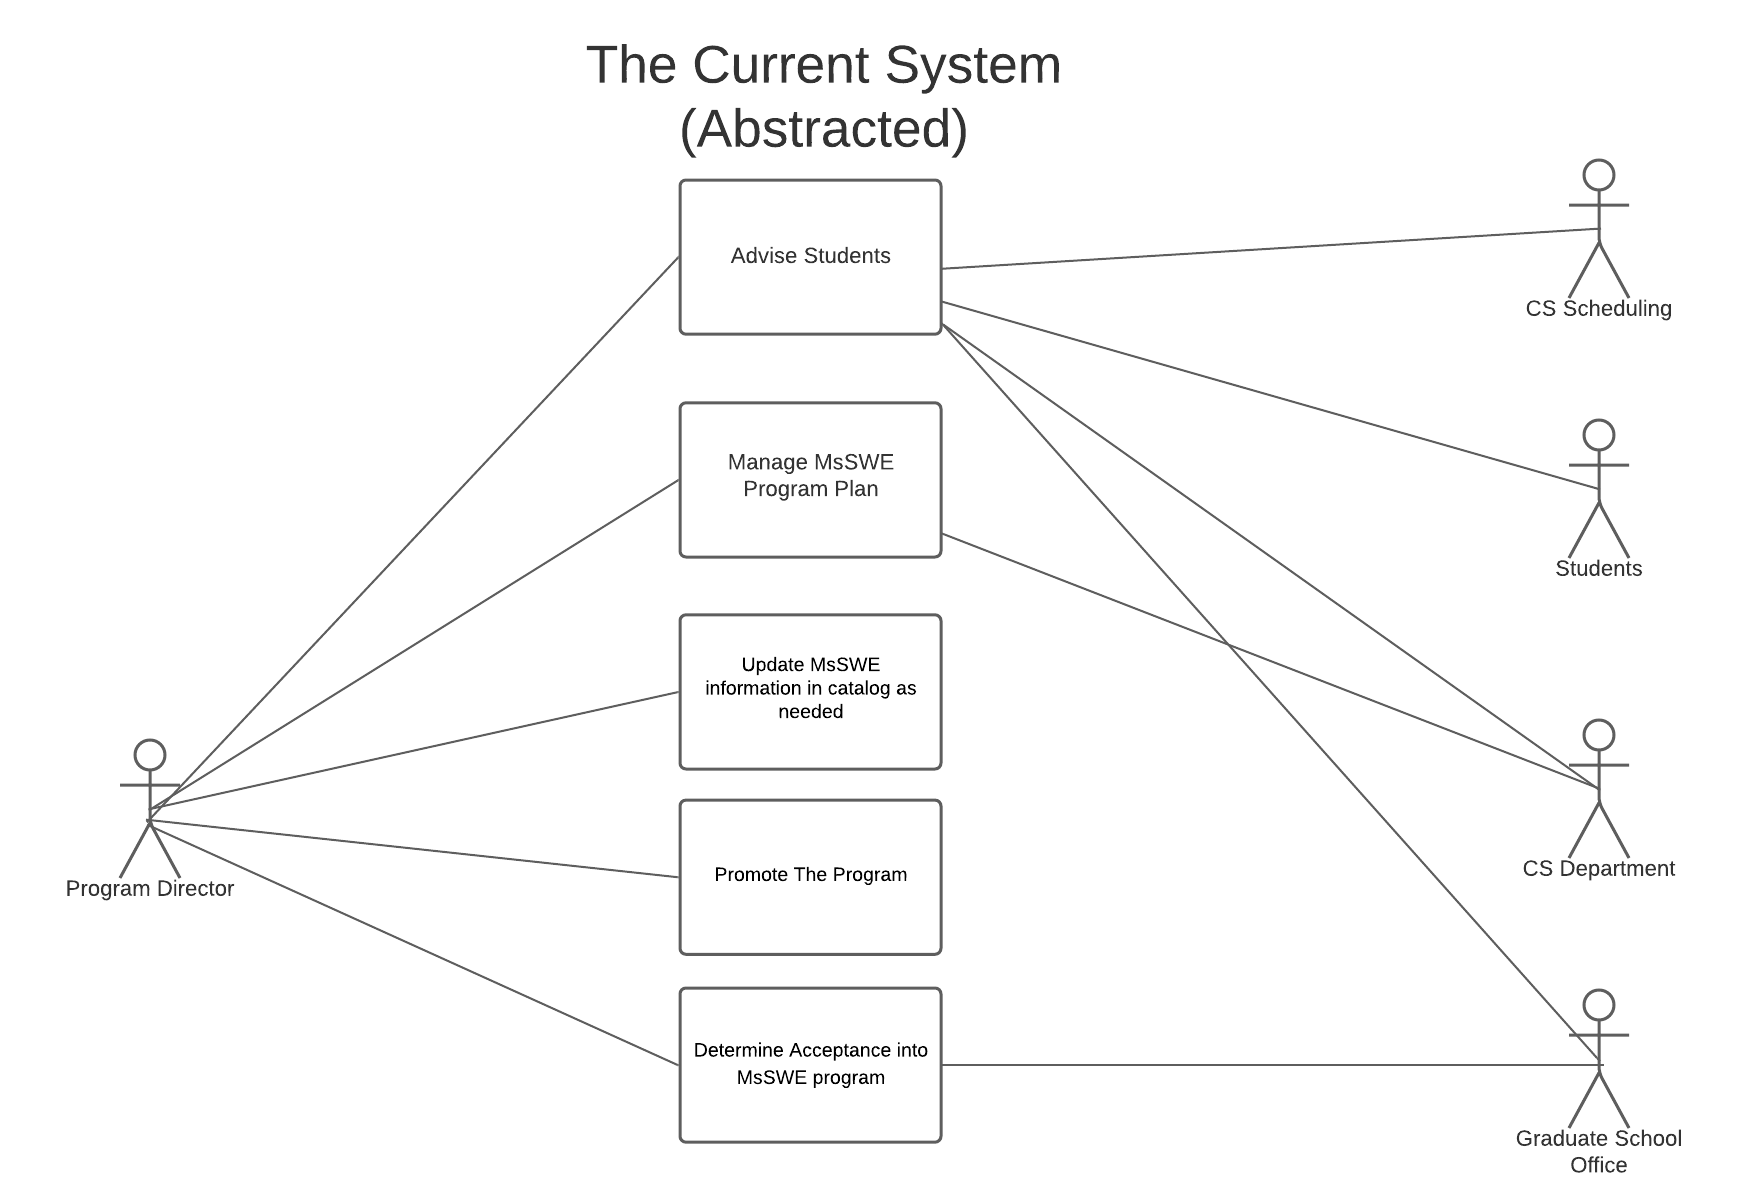 The Current System
(Abstracted)
Advise Students
CS Scheduling
Manage MsSWE
Program Plan
Students
Update MsSWE
information in catalog as
needed
Program Director
Promote The Program
CS Department
Determine Acceptance into
MsSWE program
Graduate School
Office